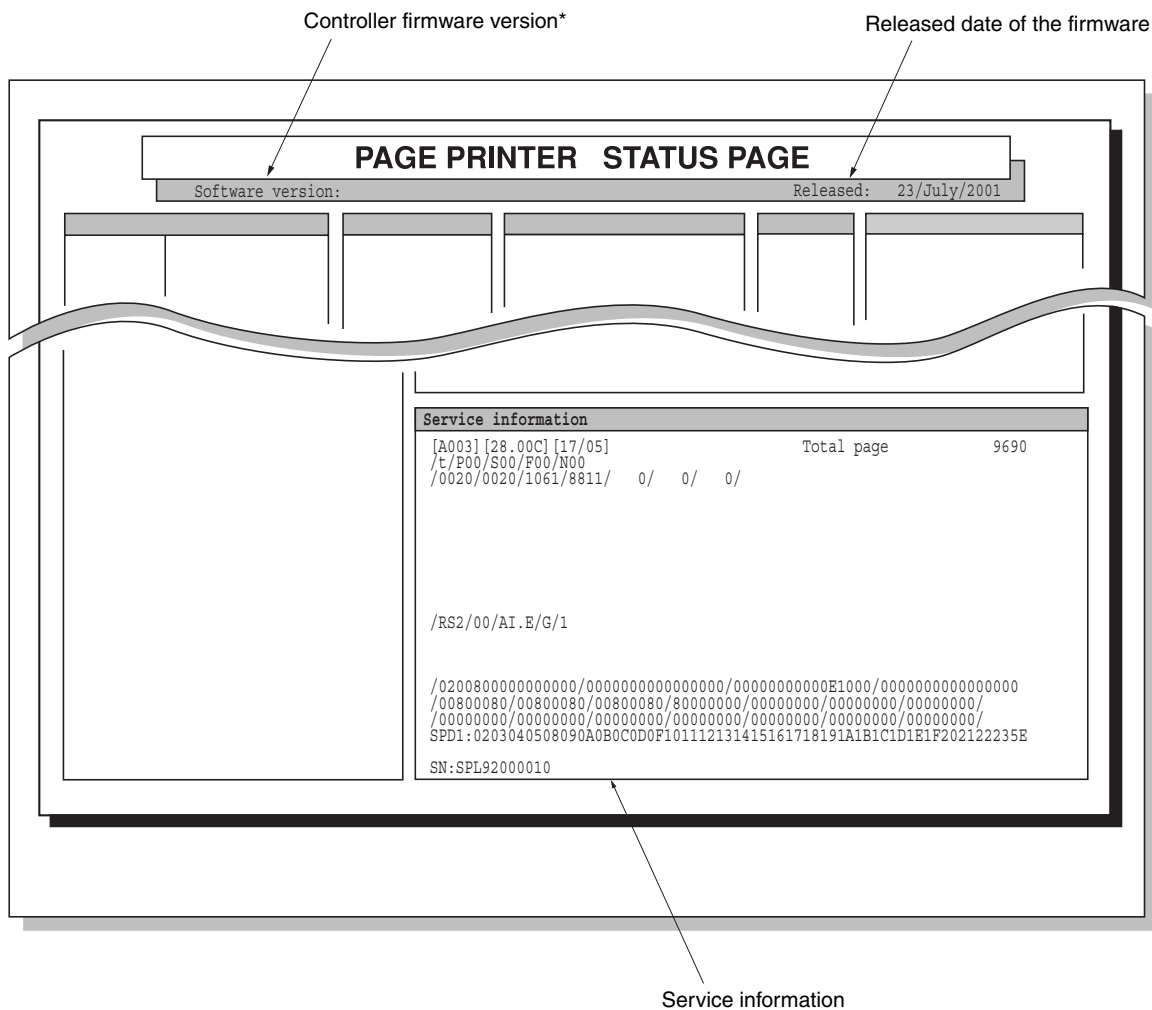 Controller firmware version*
Released date of the firmware
PAGE PRINTER STATUS PAGE
Software version: Released: 23/July/2001
Service information
[A003][28.00C][17/05] Total page 9690
/t/P00/S00/F00/N00
/0020/0020/1061/8811/ 0/ 0/ 0/
/RS2/00/AI.E/G/1
/0200800000000000/0000000000000000/00000000000E1000/0000000000000000
/00800080/00800080/00800080/80000000/00000000/00000000/00000000/
/00000000/00000000/00000000/00000000/00000000/00000000/00000000/
SPD1:0203040508090A0B0C0D0F101112131415161718191A1B1C1D1E1F202122235E
SN:SPL92000010
Service information